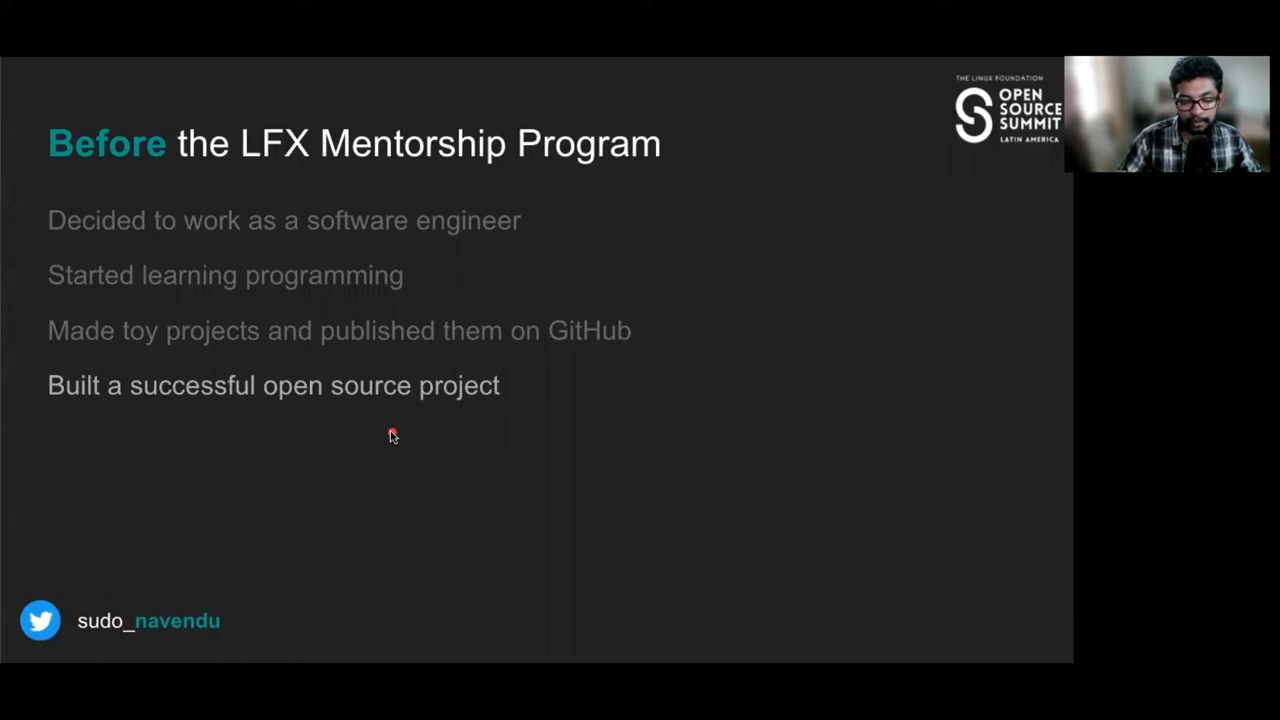 THE LINUX FOUNDATION
OPEN
SOURCE
SUMMIT
LATIN AMERICA
Before the LFX Mentorship Program
Decided to work as a software engineer
Started learning programming
Made toy projects and published them on GitHub
Built a successful open source project
sudo_navendu